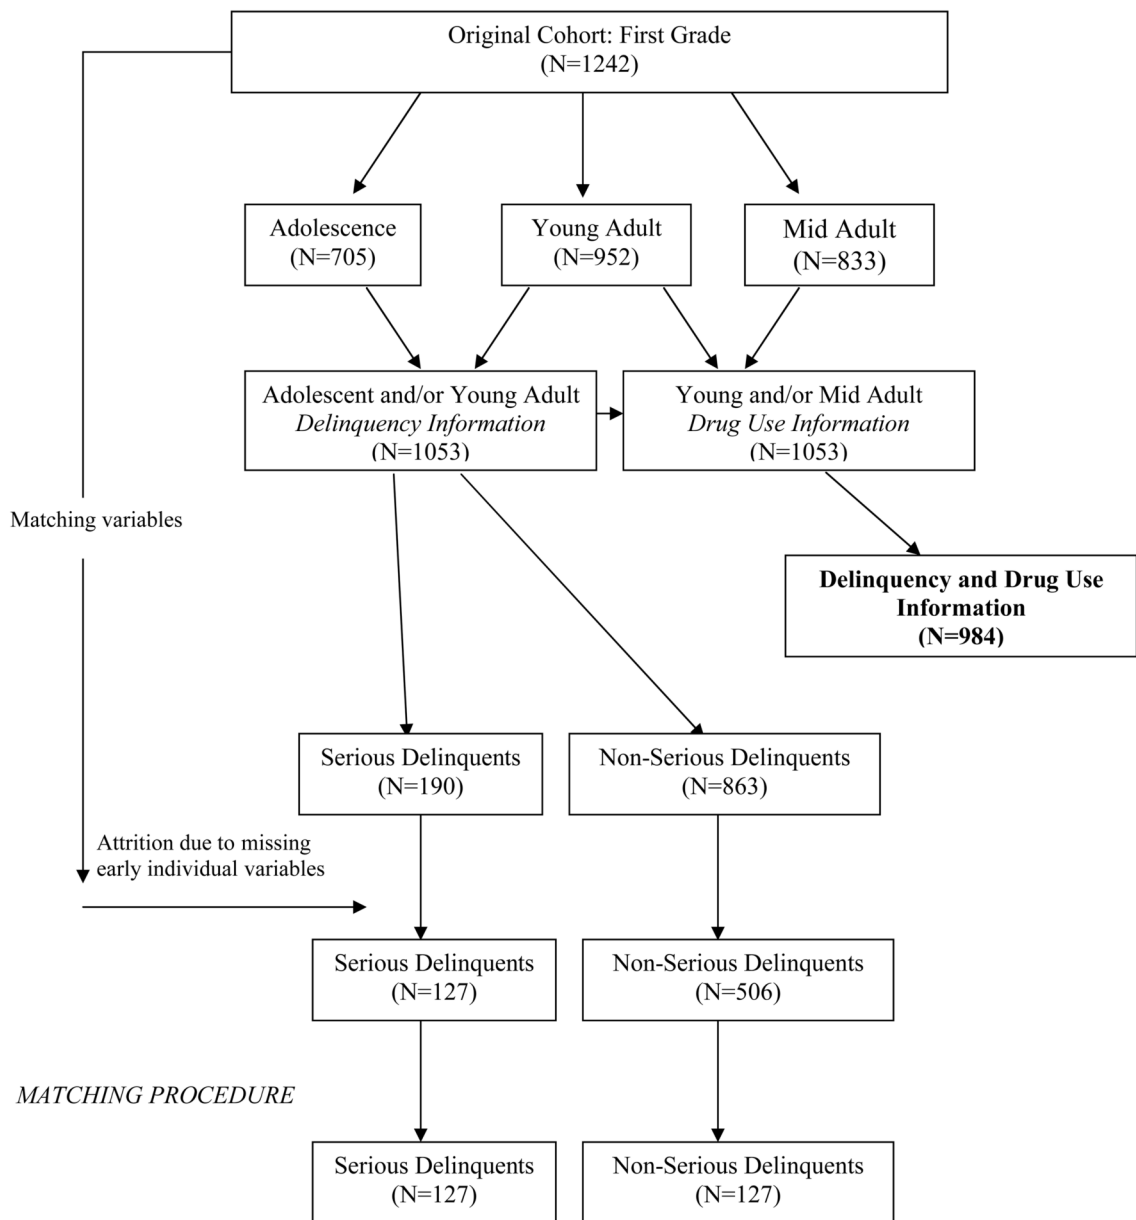 Original Cohort: First Grade
(N=1242)
Adolescence
(N=705)
Young Adult
(N=952)
Mid Adult
(N=833)
Adolescent and/or Young Adult
Delinquency Information
(N=1053)
Young and/or Mid Adult
Drug Use Information
(N=1053)
Matching variables
Delinquency and Drug Use
Information
(N=984)
Serious Delinquents
(N=190)
Non-Serious Delinquents
(N=863)
Attrition due to missing
early individual variables
Serious Delinquents
(N=127)
Non-Serious Delinquents
(N=506)
MATCHING PROCEDURE
Serious Delinquents
(N=127)
Non-Serious Delinquents
(N=127)